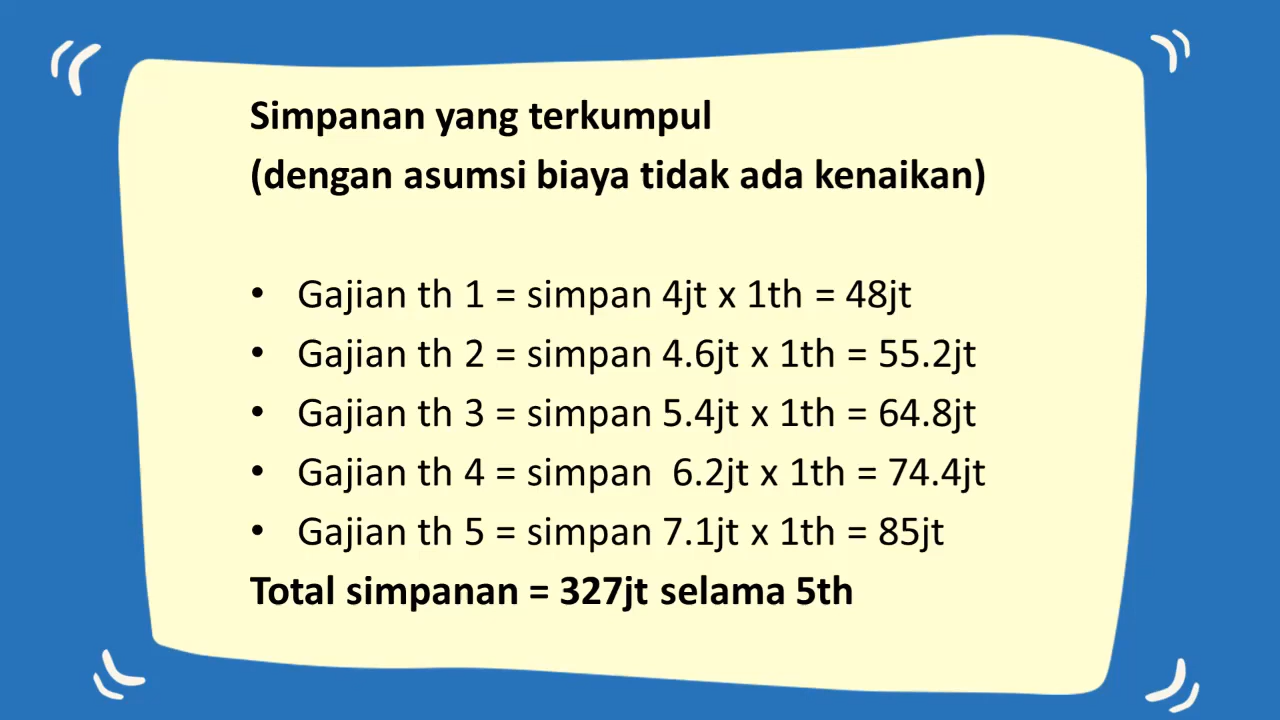 Simpanan yang terkumpul
(dengan asumsi biaya tidak ada kenaikan)
• Gajian th 1 = simpan 4jt x 1th = 48jt
• Gajian th 2 = simpan 4.6jt x 1th = 55.2jt
• Gajian th 3 = simpan 5.4jt x 1th = 64.8jt
• Gajian th 4 = simpan  6.2jt x 1th = 74.4jt
• Gajian th 5 = simpan 7.1jt x 1th = 85jt
Total simpanan = 327jt selama 5th